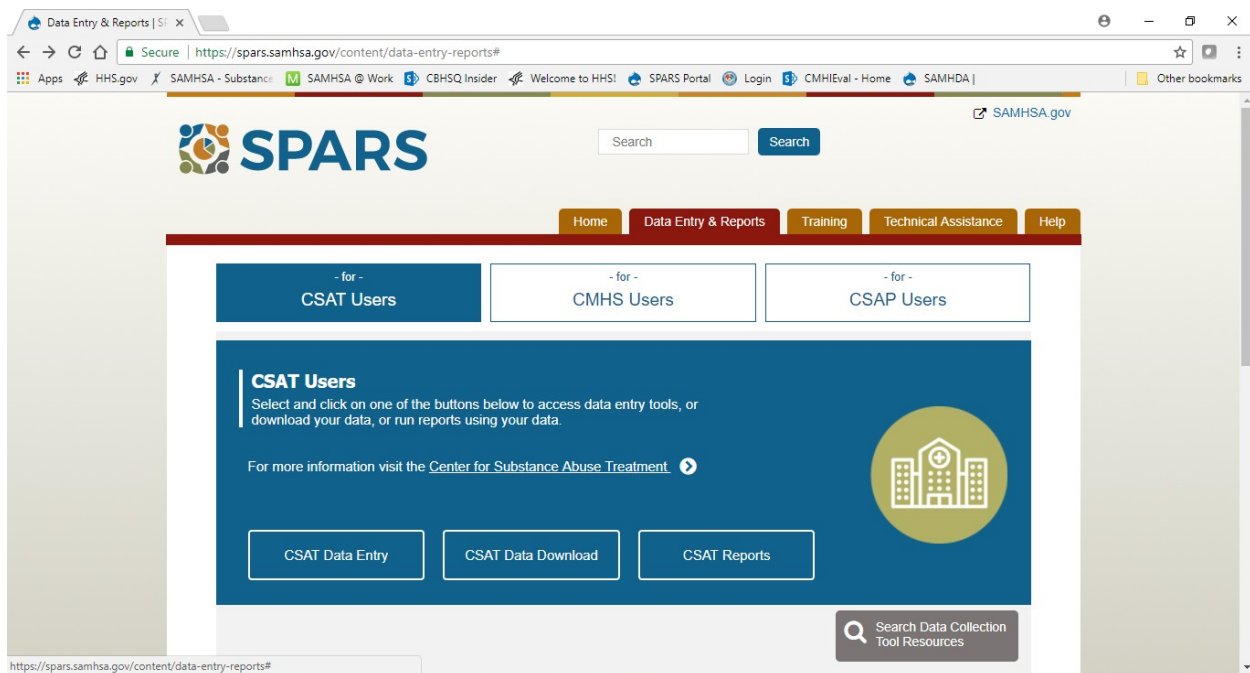 Data Entry & Reports | SP
Secure | https://spars.samhsa.gov/content/data-entry-reports#
Apps HHS.gov SAMHSA - Substance SAMHSA @ Work CBHSQ Insider Welcome to HHS! SPARS Portal Login CMHIEval - Home SAMHDA | Other bookmarks
SAMHSA.gov
SPARS
Search Search
Home Data Entry & Reports Training Technical Assistance Help
- for -
CSAT Users
- for -
CMHS Users
- for -
CSAP Users
CSAT Users
Select and click on one of the buttons below to access data entry tools, or
download your data, or run reports using your data.
For more information visit the Center for Substance Abuse Treatment
CSAT Data Entry CSAT Data Download CSAT Reports
Search Data Collection
Tool Resources
https://spars.samhsa.gov/content/data-entry-reports#